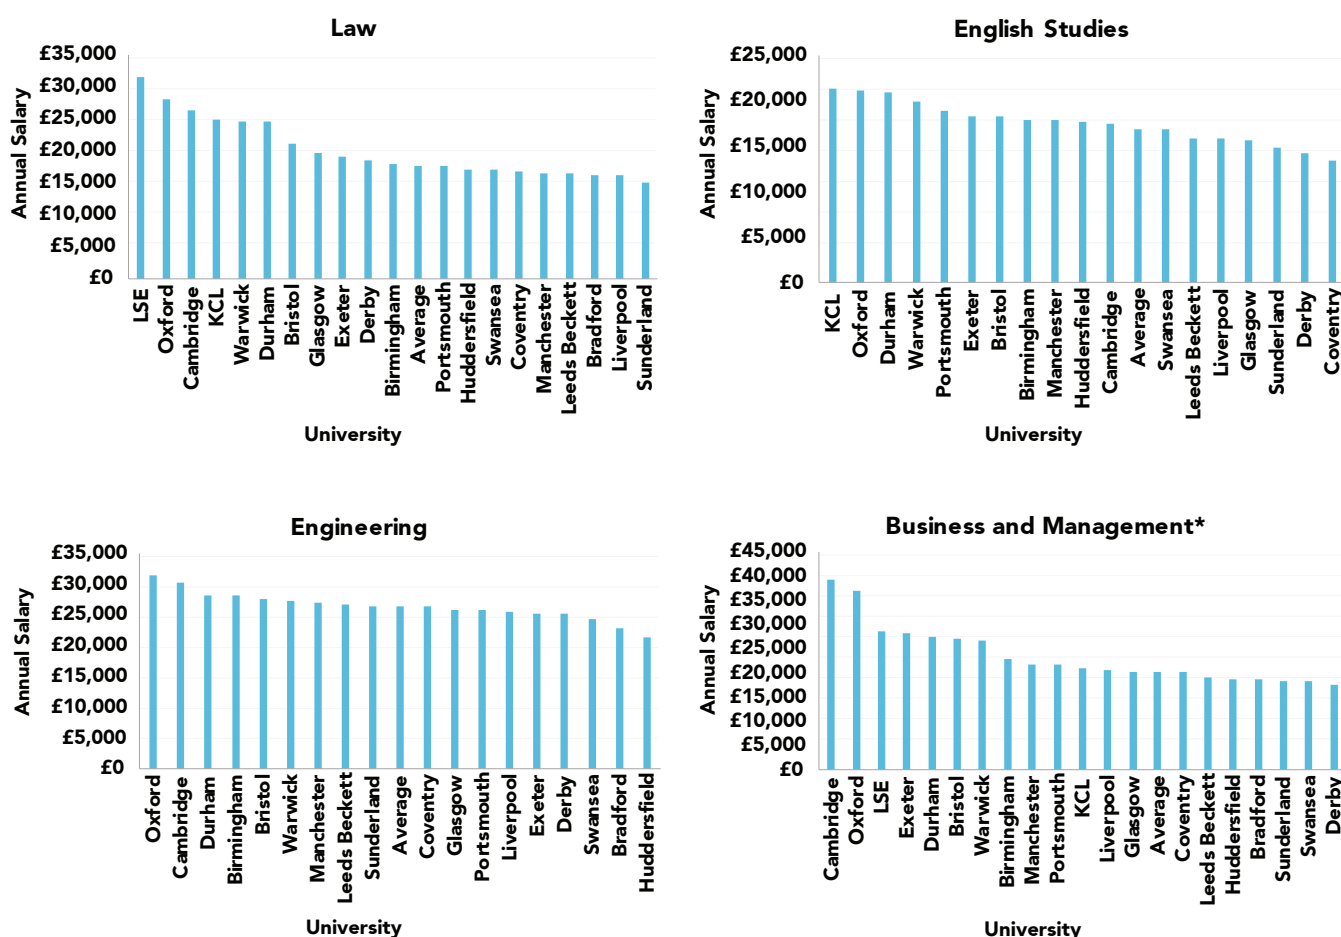 Law
Annual Salary
£35,000
£30,000
£25,000
£20,000
£15,000
£10,000
£5,000
£0
LSE
Oxford
Cambridge
KCL
Warwick
Durham
Bristol
Glasgow
Exeter
Derby
Birmingham
Average
Portsmouth
Huddersfield
Swansea
Coventry
Manchester
Leeds Beckett
Bradford
Liverpool
Sunderland
University
English Studies
Annual Salary
£25,000
£20,000
£15,000
£10,000
£5,000
£0
KCL
Oxford
Durham
Warwick
Portsmouth
Exeter
Bristol
Birmingham
Manchester
Huddersfield
Cambridge
Average
Swansea
Leeds Beckett
Liverpool
Glasgow
Sunderland
Derby
Coventry
University
Engineering
Annual Salary
£35,000
£30,000
£25,000
£20,000
£15,000
£10,000
£5,000
£0
Oxford
Cambridge
Durham
Birmingham
Bristol
Warwick
Manchester
Leeds Beckett
Sunderland
Average
Coventry
Glasgow
Portsmouth
Liverpool
Exeter
Derby
Swansea
Bradford
Huddersfield
University
Business and Management*
Annual Salary
£45,000
£40,000
£35,000
£30,000
£25,000
£20,000
£15,000
£10,000
£5,000
£0
Cambridge
Oxford
LSE
Exeter
Durham
Bristol
Warwick
Birmingham
Manchester
Portsmouth
KCL
Liverpool
Glasgow
Average
Coventry
Leeds Beckett
Huddersfield
Bradford
Sunderland
Swansea
Derby
University